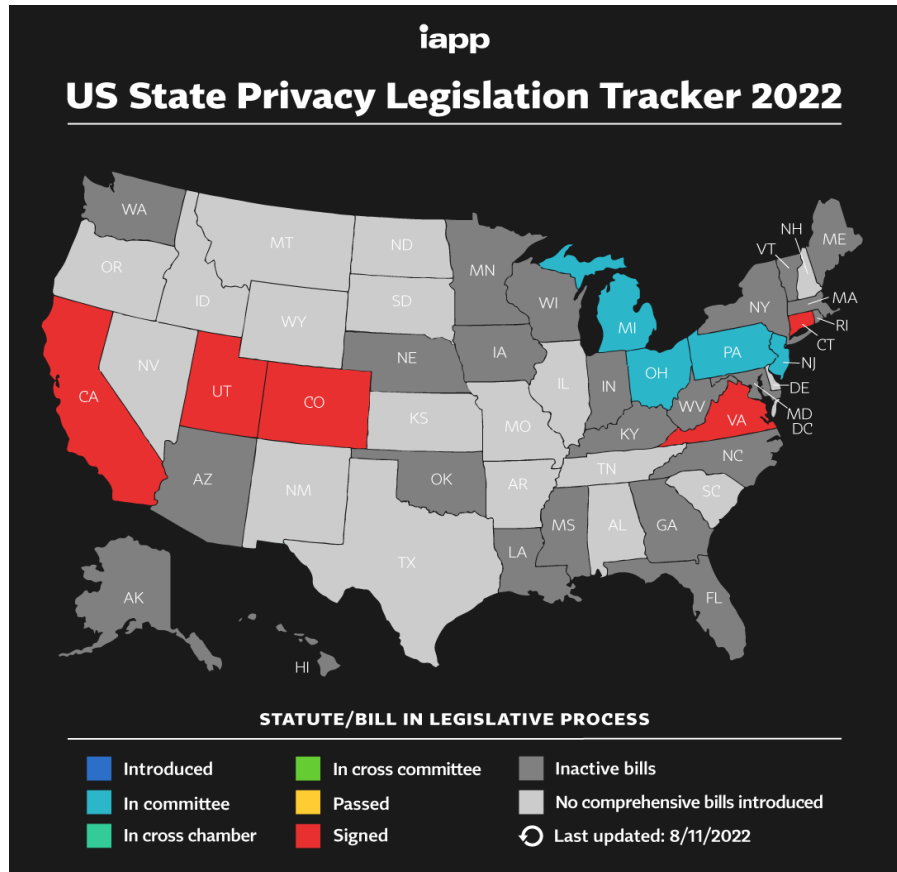 iapp
US State Privacy Legislation Tracker 2022
WA
MT
ND
MN
OR
ID
SD
WI
WY
NE
IA
MI
NH
VT
ME
NY
MA
RI
CT
NV
UT
CO
CA
KS
IL
IN
OH
PA
NJ
DE
MD
DC
WV
VA
MO
KY
AZ
NM
OK
AR
TN
NC
SC
MS
AL
GA
LA
TX
FL
AK
HI
STATUTE/BILL IN LEGISLATIVE PROCESS
Introduced
In committee
In cross chamber
In cross committee
Passed
Signed
Inactive bills
No comprehensive bills introduced
Last updated: 8/11/2022